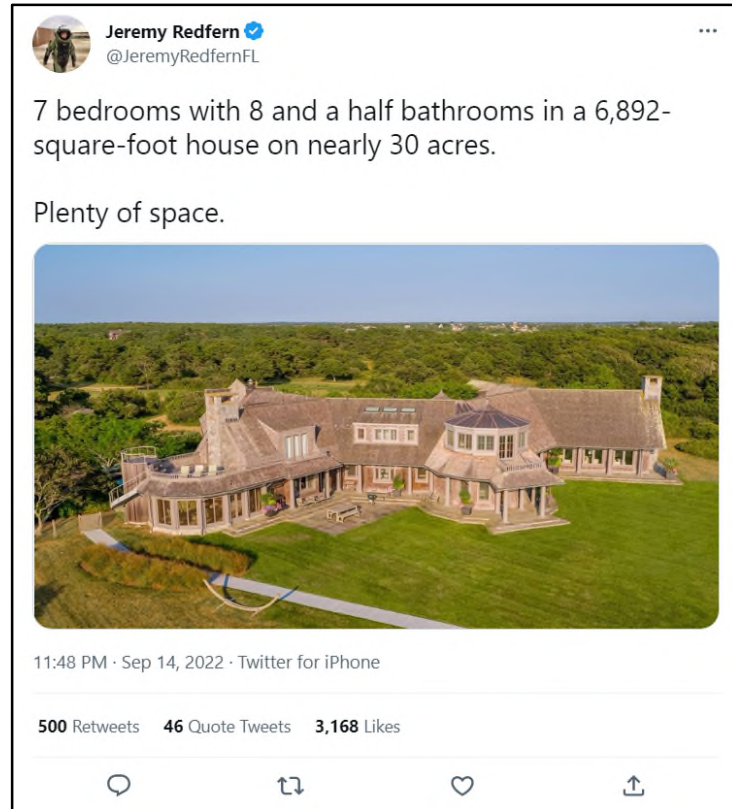 Jeremy Redfern
@JeremyRedfernFL
7 bedrooms with 8 and a half bathrooms in a 6,892-
square-foot house on nearly 30 acres.
Plenty of space.
11:48 PM · Sep 14, 2022 · Twitter for iPhone
500 Retweets 46 Quote Tweets 3,168 Likes